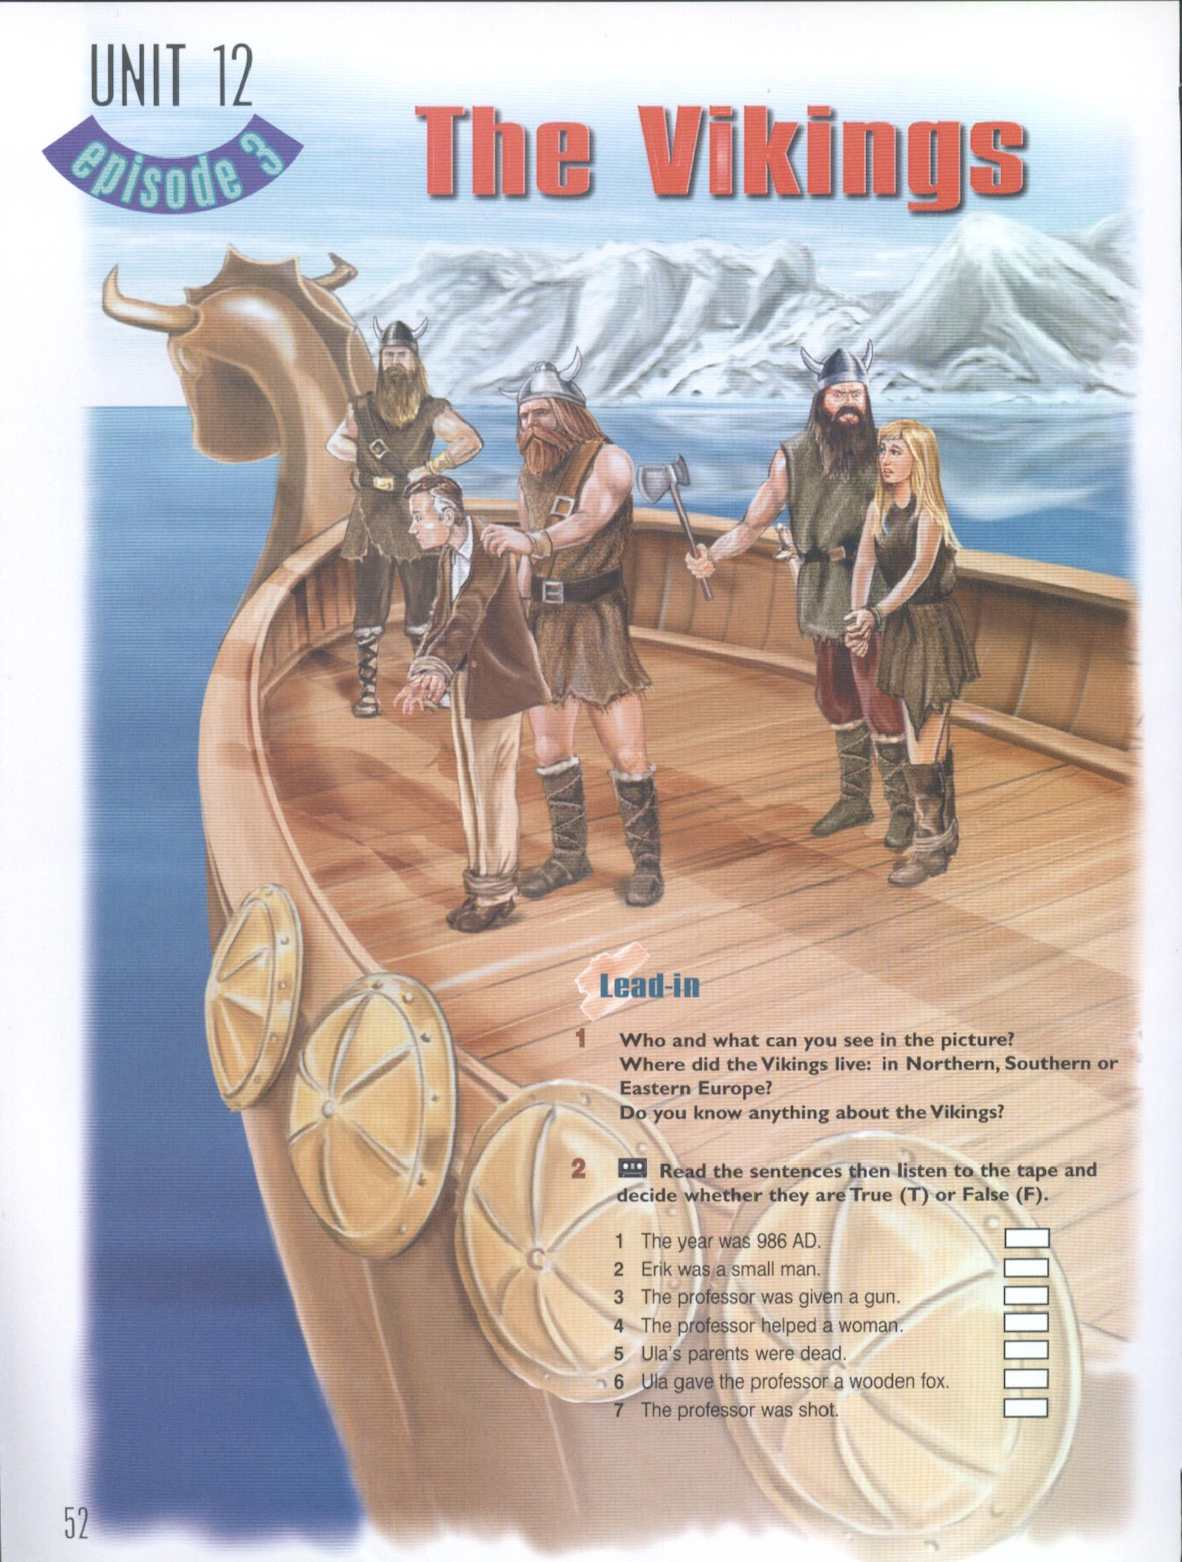 UNIT 12
episode 3
The Vikings
Lead-in
1 Who and what can you see in the picture?
Where did the Vikings live: in Northern, Southern or
Eastern Europe?
Do you know anything about the Vikings?
2 Read the sentences then listen to the tape and
decide whether they are True (T) or False (F).
1 The year was 986 AD.
2 Erik was a small man.
3 The professor was given a gun.
4 The professor helped a woman.
5 Ula's parents were dead.
6 Ula gave the professor a wooden fox.
7 The professor was shot.
52